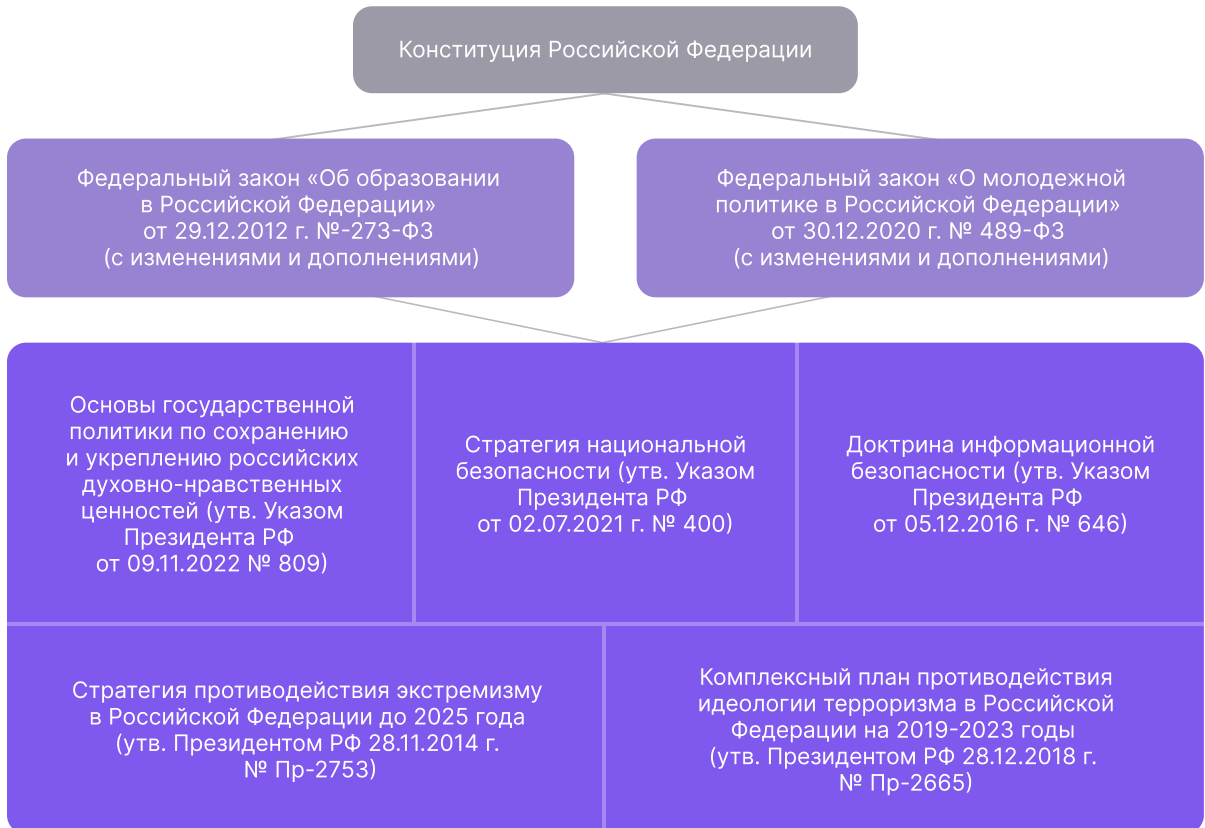 Конституция Российской Федерации
Федеральный закон «Об образовании
в Российской Федерации»
от 29.12.2012 г. №-273-ФЗ
(с изменениями и дополнениями)
Федеральный закон «О молодежной
политике в Российской Федерации»
от 30.12.2020 г. № 489-ФЗ
(с изменениями и дополнениями)
Основы государственной
политики по сохранению
и укреплению российских
духовно-нравственных
ценностей (утв. Указом
Президента РФ
от 09.11.2022 № 809)
Стратегия национальной
безопасности (утв. Указом
Президента РФ
от 02.07.2021 г. № 400)
Доктрина информационной
безопасности (утв. Указом
Президента РФ
от 05.12.2016 г. № 646)
Стратегия противодействия экстремизму
в Российской Федерации до 2025 года
(утв. Президентом РФ 28.11.2014 г.
№ Пр-2753)
Комплексный план противодействия
идеологии терроризма в Российской
Федерации на 2019-2023 годы
(утв. Президентом РФ 28.12.2018 г.
№ Пр-2665)